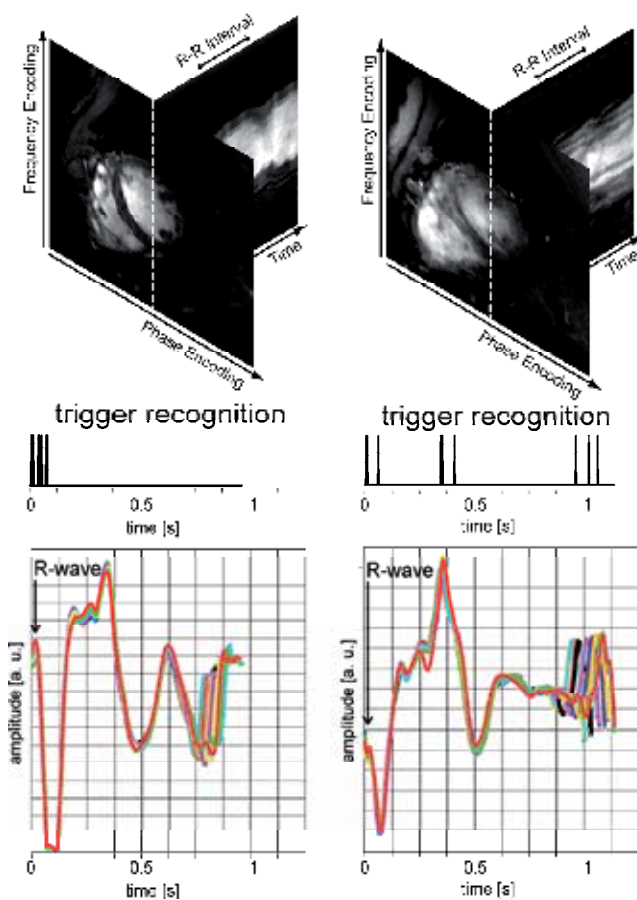 R-R Interval
R-R Interval
Frequency Encoding
Frequency Encoding
Time
Time
Phase Encoding
Phase Encoding
trigger recognition
trigger recognition
0 0.5 1
0 0.5 1
time [s]
time [s]
R-wave
R-wave
amplitude [a. u.]
amplitude [a. u.]
0 0.5 1
0 0.5 1
time [s]
time [s]